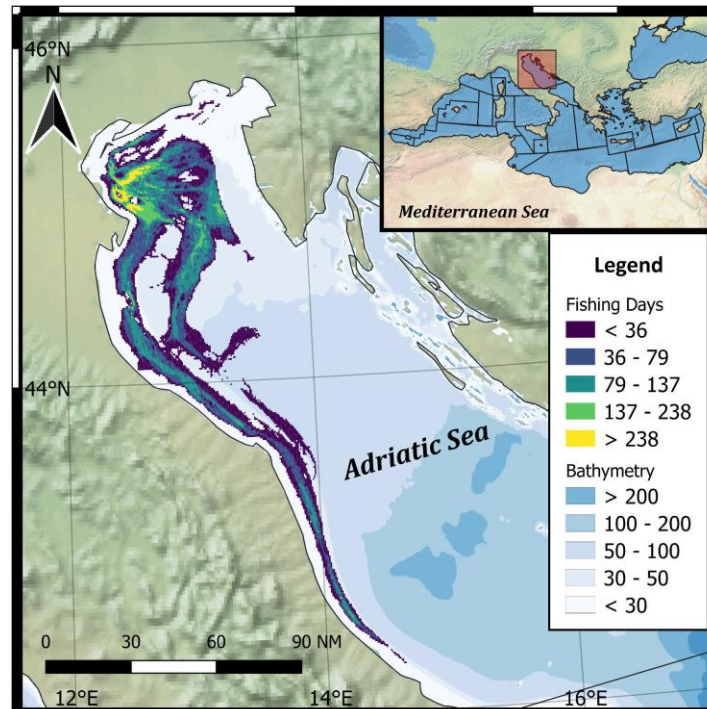 46°N
N
44°N
Adriatic Sea
0 30 60 90 NM
12°E 14°E 16°E
Mediterranean Sea
Legend
Fishing Days
< 36
36 - 79
79 - 137
137 - 238
> 238
Bathymetry
> 200
100 - 200
50 - 100
30 - 50
< 30